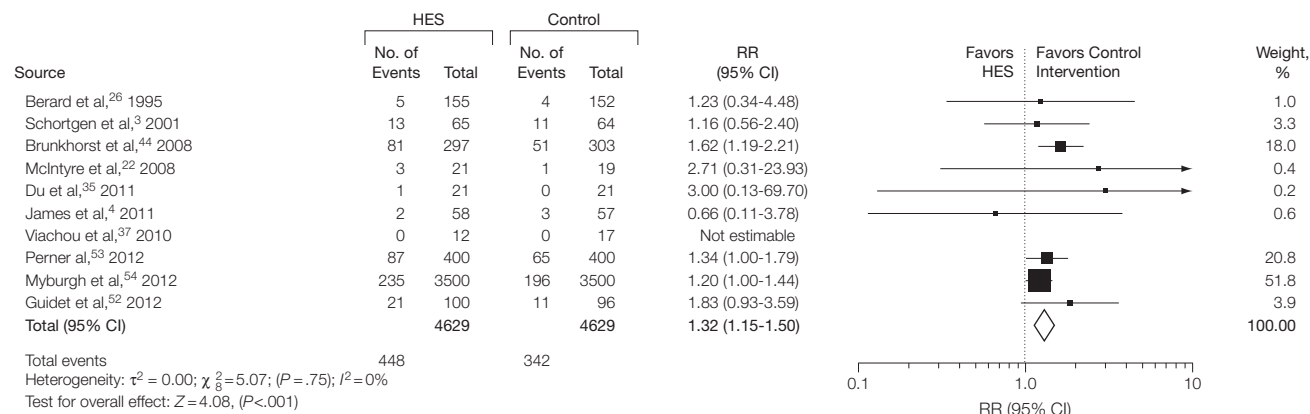 HES Control
No. of Events Total No. of Events Total RR (95% CI) Favors HES Favors Control Intervention Weight, %
Source
Berard et al,26 1995 5 155 4 152 1.23 (0.34-4.48) 1.0
Schortgen et al,3 2001 13 65 11 64 1.16 (0.56-2.40) 3.3
Brunkhorst et al,44 2008 81 297 51 303 1.62 (1.19-2.21) 18.0
McIntyre et al,22 2008 3 21 1 19 2.71 (0.31-23.93) 0.4
Du et al,35 2011 1 21 0 21 3.00 (0.13-69.70) 0.2
James et al,4 2011 2 58 3 57 0.66 (0.11-3.78) 0.6
Viachou et al,37 2010 0 12 0 17 Not estimable
Perner al,53 2012 87 400 65 400 1.34 (1.00-1.79) 20.8
Myburgh et al,54 2012 235 3500 196 3500 1.20 (1.00-1.44) 51.8
Guidet et al,52 2012 21 100 11 96 1.83 (0.93-3.59) 3.9
Total (95% CI) 4629 4629 1.32 (1.15-1.50) 100.00
Total events 448 342
Heterogeneity: τ2 = 0.00; χ28=5.07; (P=.75); I2=0%
Test for overall effect: Z=4.08, (P<.001)
0.1 1.0 10
RR (95% CI)